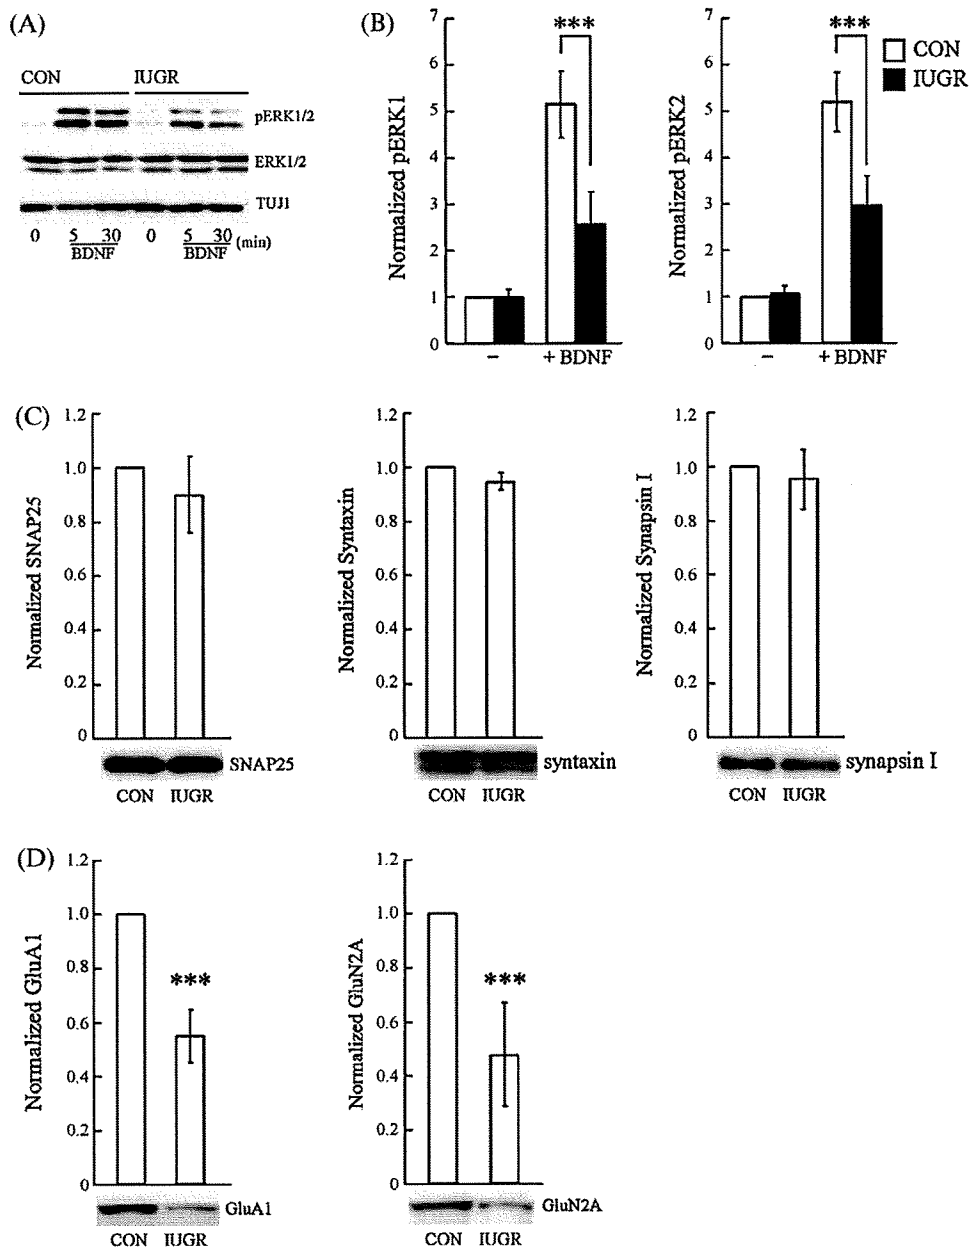 (A)
CON IUGR
pERK1/2
ERK1/2
TUJ1
0 5 30 0 5 30 (min)
BDNF BDNF
(B)
Normalized pERK1
7
6
5
4
3
2
1
0
***
– + BDNF
Normalized pERK2
7
6
5
4
3
2
1
0
***
– + BDNF
CON
IUGR
(C)
Normalized SNAP25
1.2
1.0
0.8
0.6
0.4
0.2
0
SNAP25
CON IUGR
Normalized Syntaxin
1.2
1.0
0.8
0.6
0.4
0.2
0
syntaxin
CON IUGR
Normalized Synapsin I
1.2
1.0
0.8
0.6
0.4
0.2
0
synapsin I
CON IUGR
(D)
Normalized GluA1
1.2
1.0
0.8
0.6
0.4
0.2
0
***
GluA1
CON IUGR
Normalized GluN2A
1.2
1.0
0.8
0.6
0.4
0.2
0
***
GluN2A
CON IUGR